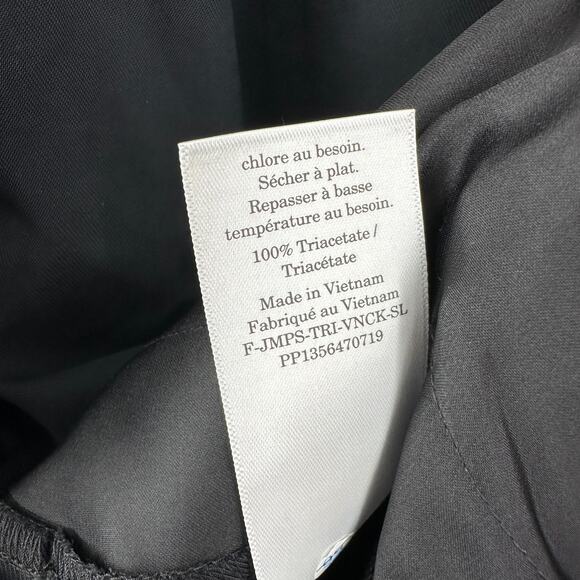 chlore au besoin.
Sécher à plat.
Repasser à basse
température au besoin.
100% Triacetate /
Triacétate
Made in Vietnam
Fabriqué au Vietnam
F-JMPS-TRI-VNCK-SL
PP1356470719